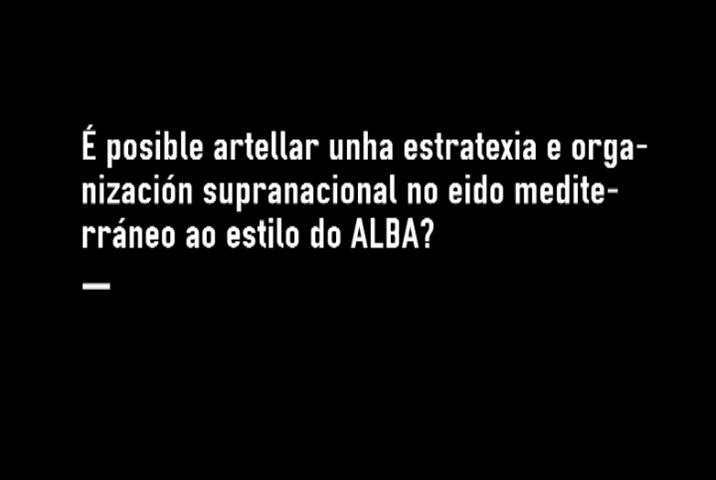 É posible artellar unha estratexia e orga-
nización supranacional no eido medite-
rráneo ao estilo do ALBA?